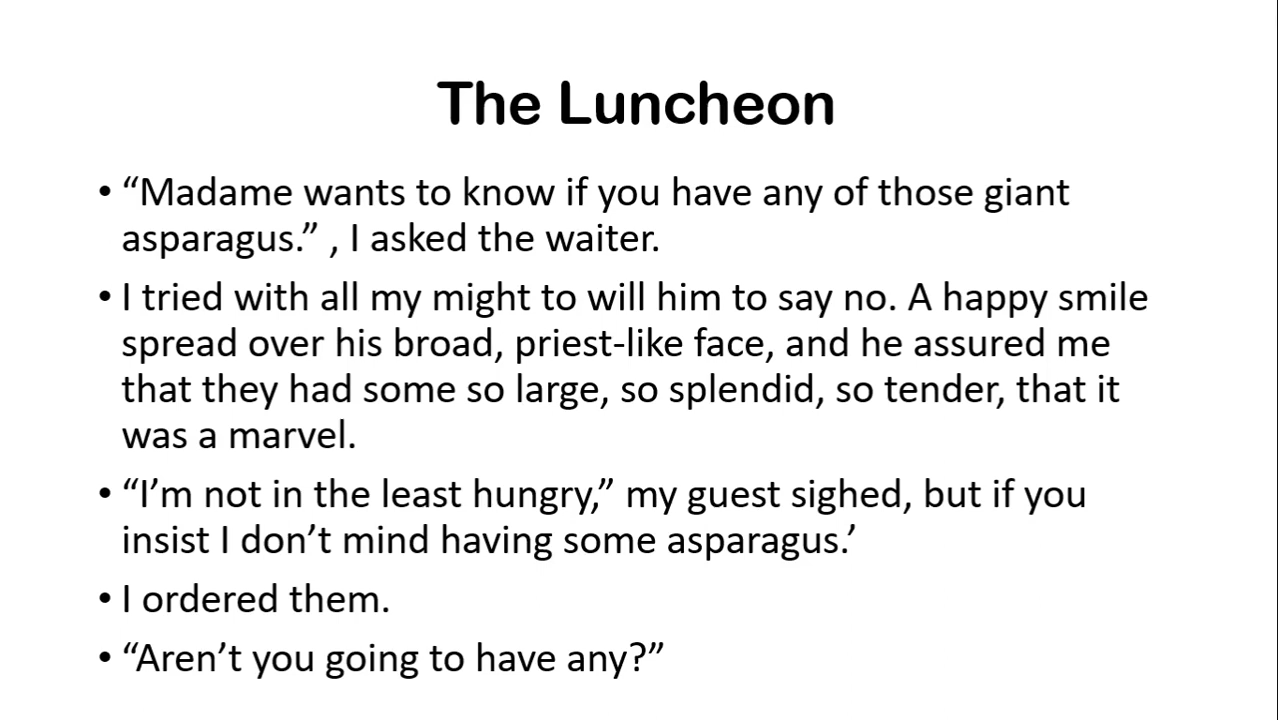 The Luncheon
• “Madame wants to know if you have any of those giant
asparagus.” , I asked the waiter.
• I tried with all my might to will him to say no. A happy smile
spread over his broad, priest-like face, and he assured me
that they had some so large, so splendid, so tender, that it
was a marvel.
• “I’m not in the least hungry,” my guest sighed, but if you
insist I don’t mind having some asparagus.’
• I ordered them.
• “Aren’t you going to have any?”